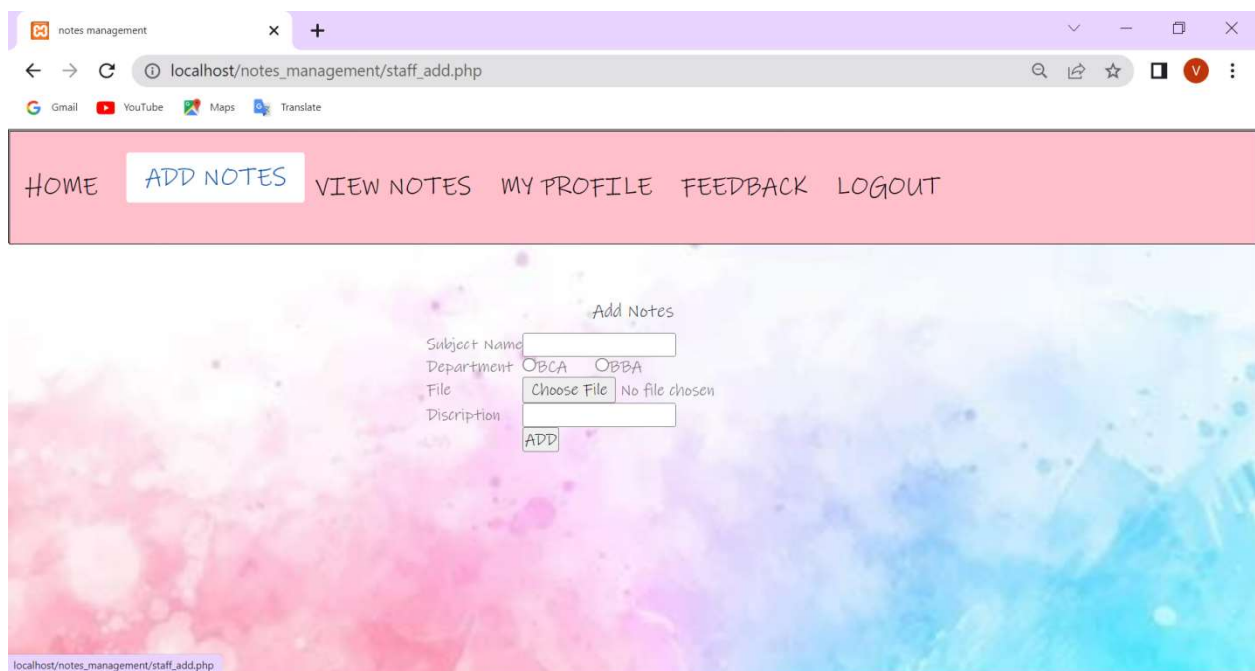 notes management
localhost/notes_management/staff_add.php
V
Gmail YouTube Maps Translate
HOME ADD NOTES VIEW NOTES MY PROFILE FEEDBACK LOGOUT
Add Notes
Subject Name
Department BCA BBA
File Choose File No file chosen
Discription
ADD
localhost/notes_management/staff_add.php